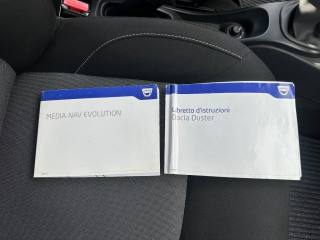 MEDIA-NAV EVOLUTION
Libretto d'istruzioni
Dacia Duster